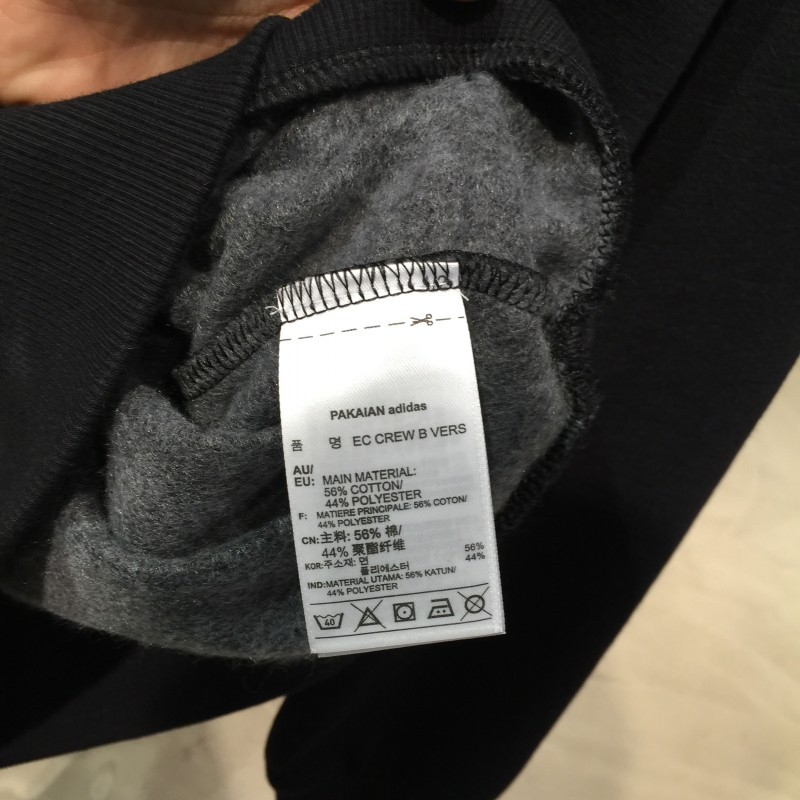 PAKAIAN adidas
품 명 EC CREW B VERS
AU/
EU: MAIN MATERIAL:
56% COTTON/
44% POLYESTER
F: MATIERE PRINCIPALE: 56% COTON/
44% POLYESTER
CN: 主料: 56% 棉/
44% 聚酯纤维
KOR: 주소재: 면 56%
폴리에스터 44%
IND: MATERIAL UTAMA: 56% KATUN/
44% POLYESTER
40